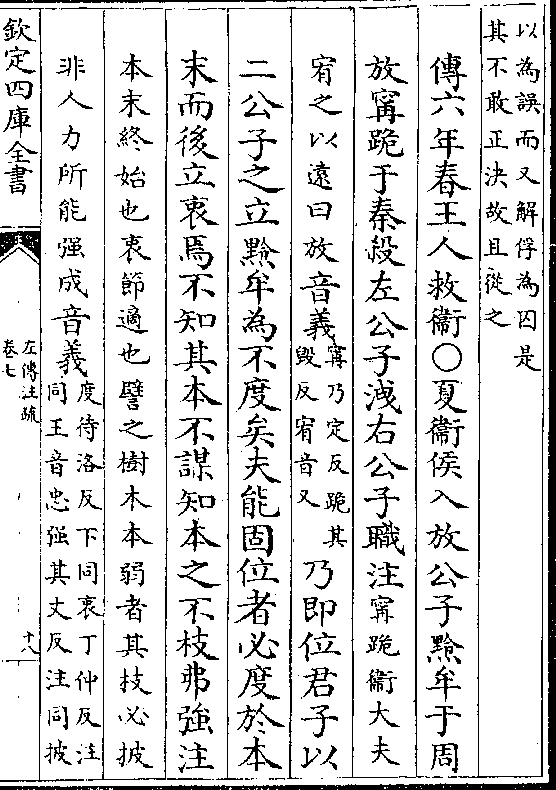 以為誤而又解俘為囚是
其不敢正決故且從之
傳六年春王人救衞○夏衞侯入放公子黔牟于周
放甯跪于秦殺左公子洩右公子職注甯跪衞大夫
宥之以遠曰放音義甯乃定反跪其
毁反宥音又
乃即位君子以
二公子之立黔牟為不度矣夫能固位者必度於本
末而後立衷焉不知其本不謀知本之不枝弗強注
本末終始也衷節適也譬之樹木本弱者其技必披
非人力所能强成音義度待洛反下同衷丁仲反注
同王音忠强其丈反注同披
欽定四庫全書
左傳注疏
卷七
十八